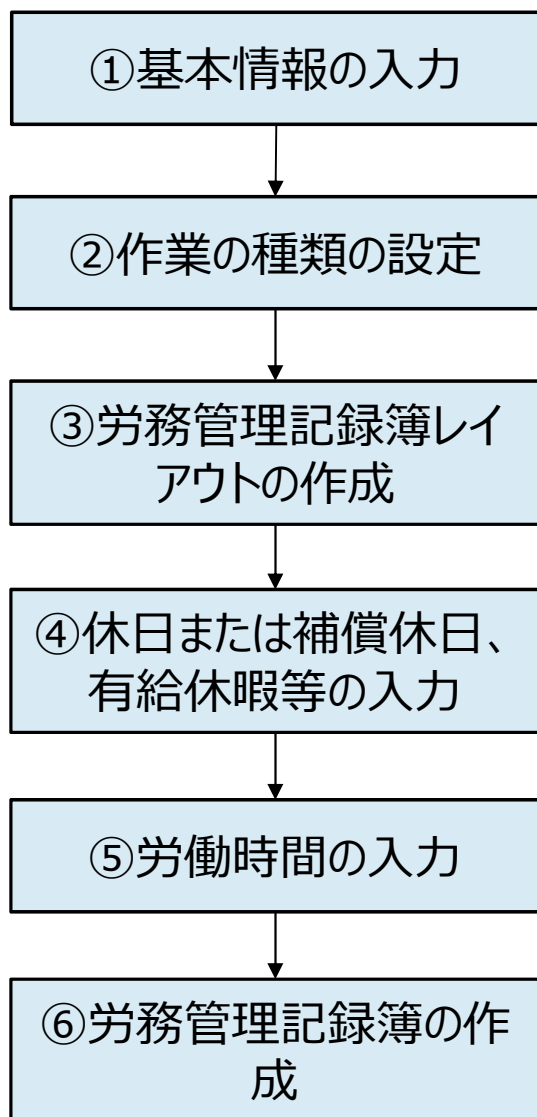 ①基本情報の入力
②作業の種類の設定
③労務管理記録簿レイ
アウトの作成
④休日または補償休日、
有給休暇等の入力
⑤労働時間の入力
⑥労務管理記録簿の作
成